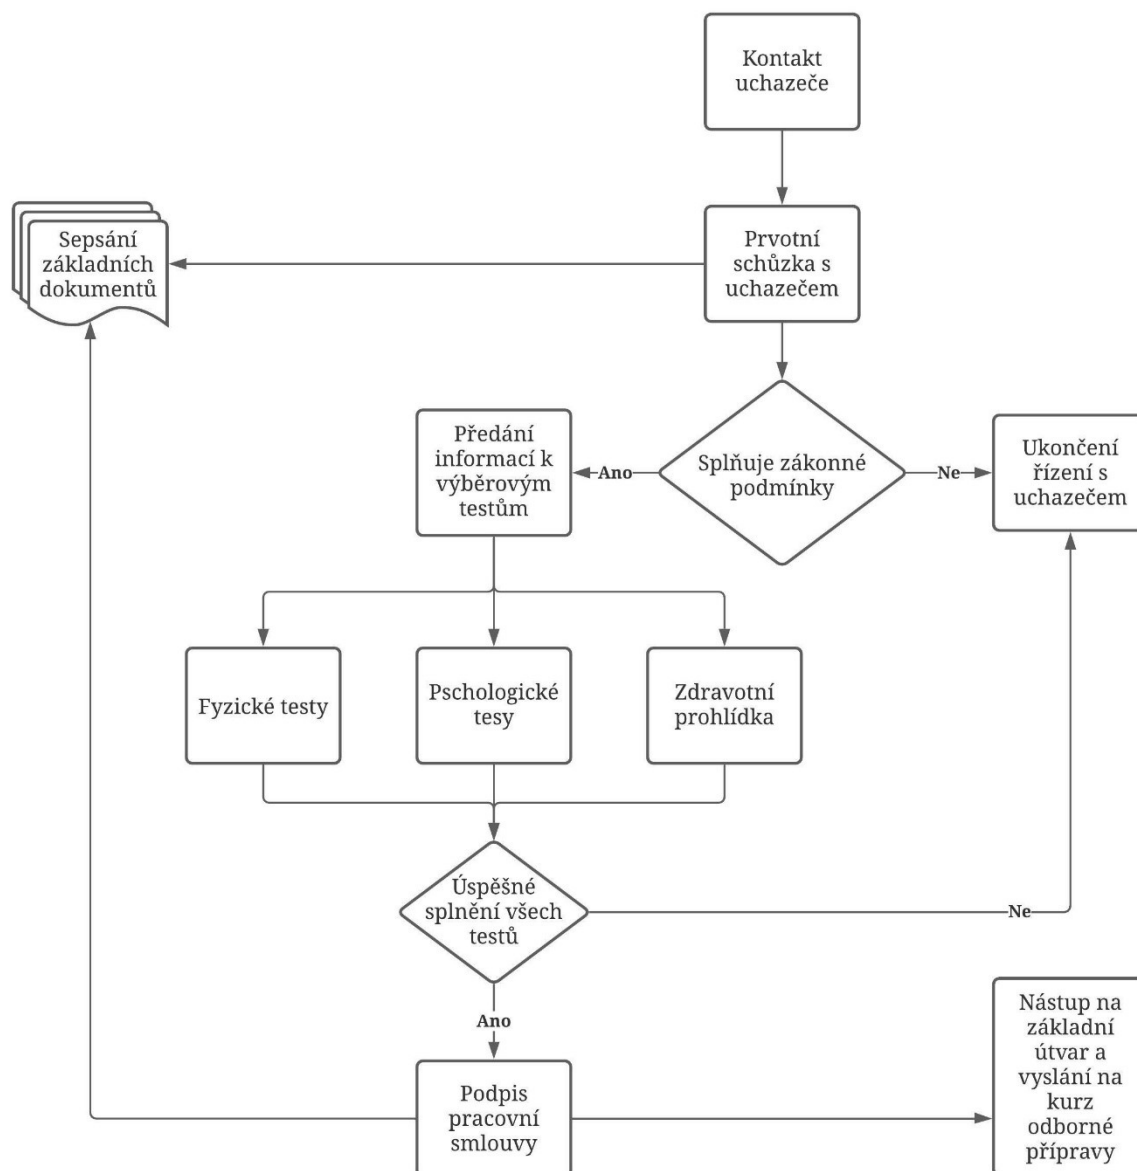 Kontakt
uchazeče
Sepsání
základních
dokumentů
Prvotní
schůzka s
uchazečem
Předání
informací k
výběrovým
testům
Ano
Splňuje zákonné
podmínky
Ne
Ukončení
řízení s
uchazečem
Fyzické testy
Pschologické
tesy
Zdravotní
prohlídka
Úspěšné
splnění všech
testů
Ne
Ano
Podpis
pracovní
smlouvy
Nástup na
základní
útvar a
vyslání na
kurz
odborné
přípravy